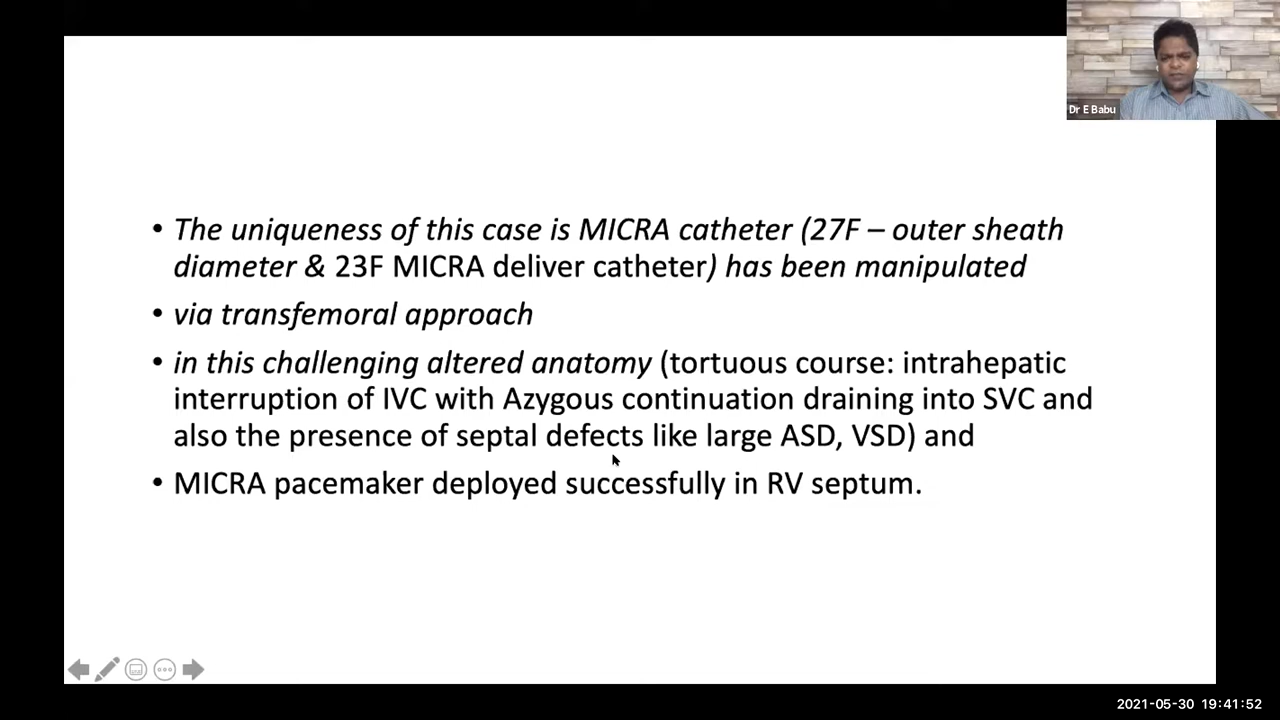 Dr E Babu
• The uniqueness of this case is MICRA catheter (27F – outer sheath
diameter & 23F MICRA deliver catheter) has been manipulated
• via transfemoral approach
• in this challenging altered anatomy (tortuous course: intrahepatic
interruption of IVC with Azygous continuation draining into SVC and
also the presence of septal defects like large ASD, VSD) and
• MICRA pacemaker deployed successfully in RV septum.
2021-05-30 19:41:52